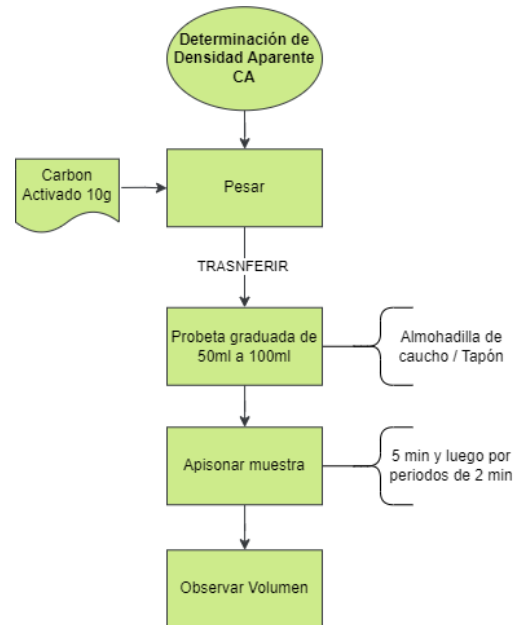 Determinación de
Densidad Aparente
CA
Carbon
Activado 10g
Pesar
TRASNFERIR
Probeta graduada de
50ml a 100ml
Almohadilla de
caucho / Tapón
Apisonar muestra
5 min y luego por
periodos de 2 min
Observar Volumen